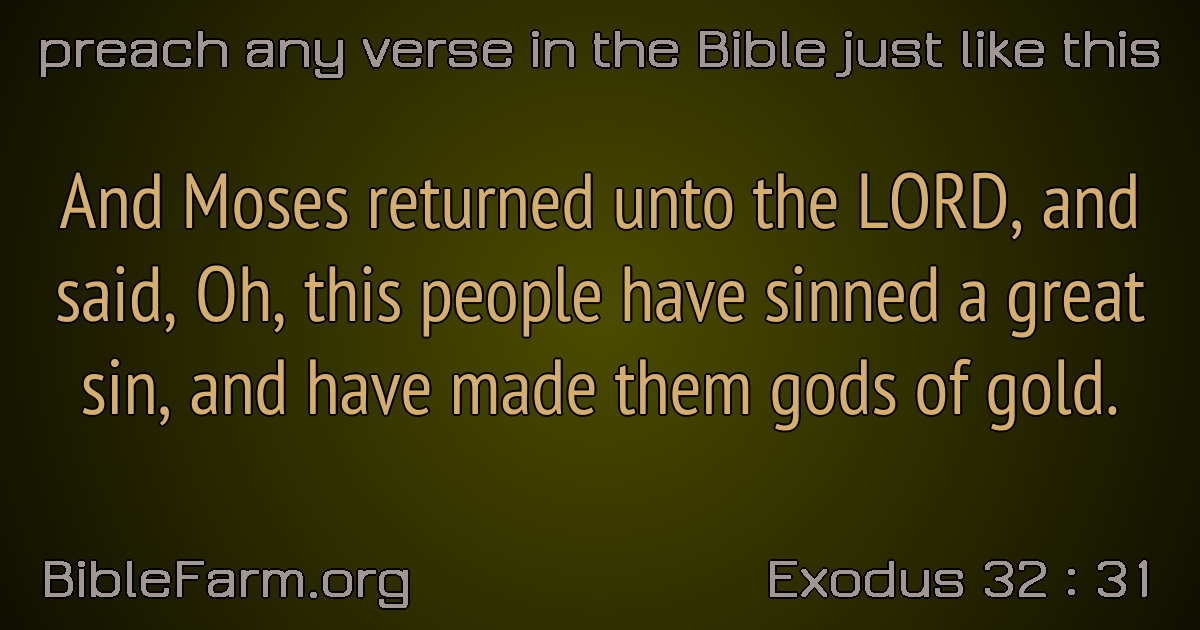 preach any verse in the Bible just like this
And Moses returned unto the LORD, and
said, Oh, this people have sinned a great
sin, and have made them gods of gold.
BibleFarm.org
Exodus 32 : 31